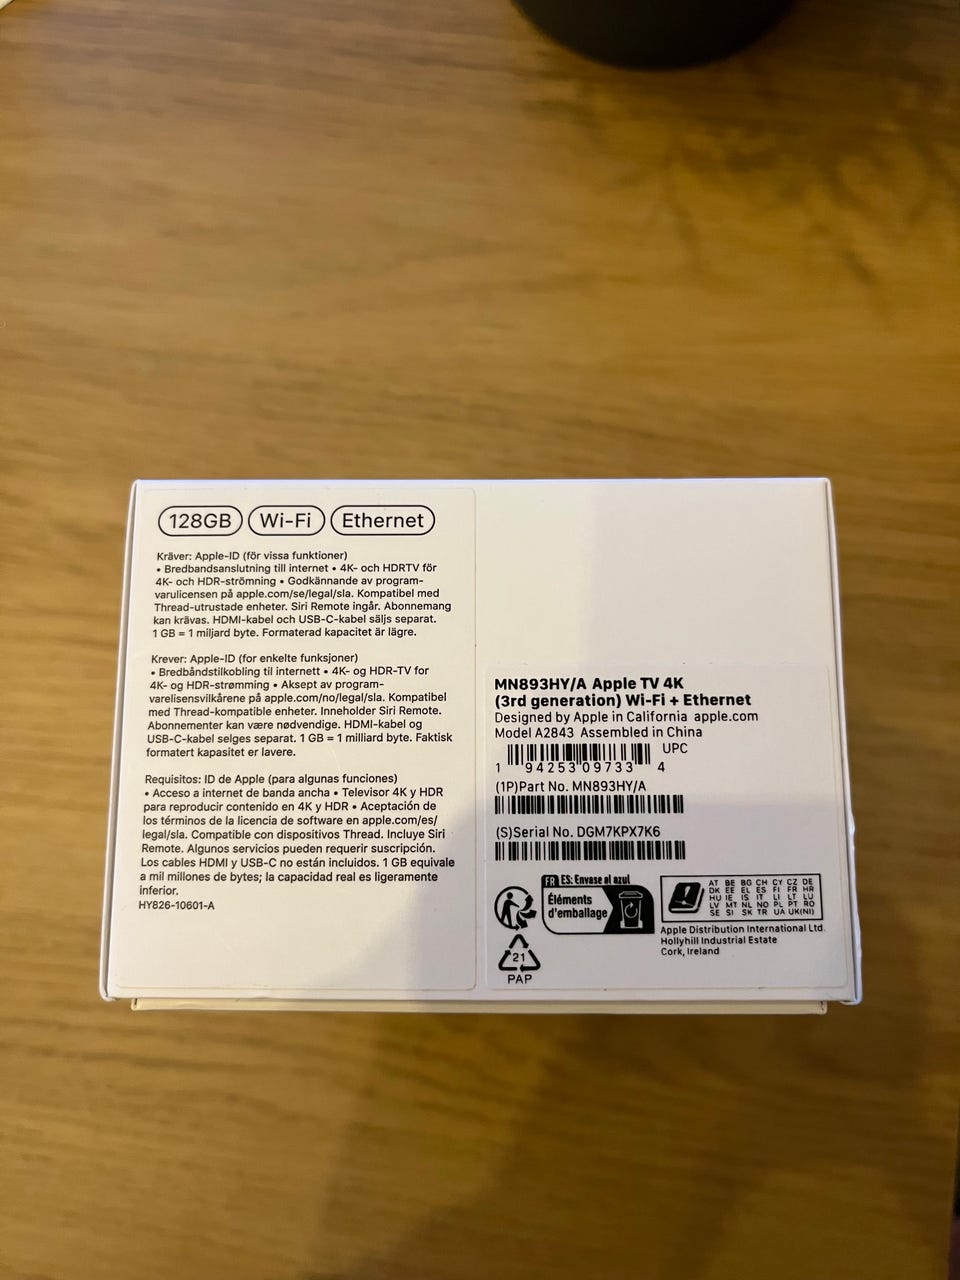 128GB Wi-Fi Ethernet
Kräver: Apple-ID (för vissa funktioner)
• Bredbandsanslutning till internet • 4K- och HDRTV för
4K- och HDR-strömning • Godkännande av program-
varulicensen på apple.com/se/legal/sla. Kompatibel med
Thread-utrustade enheter. Siri Remote ingår. Abonnemang
kan krävas. HDMI-kabel och USB-C-kabel säljs separat.
1 GB = 1 miljard byte. Formaterad kapacitet är lägre.
Krever: Apple-ID (for enkelte funksjoner)
• Bredbåndstilkobling til internett • 4K- og HDR-TV for
4K- og HDR-strømming • Aksept av program-
varelisensvilkårene på apple.com/no/legal/sla. Kompatibel
med Thread-kompatible enheter. Inneholder Siri Remote.
Abonnementer kan være nødvendige. HDMI-kabel og
USB-C-kabel selges separat. 1 GB = 1 milliard byte. Faktisk
formatert kapasitet er lavere.
Requisitos: ID de Apple (para algunas funciones)
• Acceso a internet de banda ancha • Televisor 4K y HDR
para reproducir contenido en 4K y HDR • Aceptación de
los términos de la licencia de software en apple.com/es/
legal/sla. Compatible con dispositivos Thread. Incluye Siri
Remote. Algunos servicios pueden requerir suscripción.
Los cables HDMI y USB-C no están incluidos. 1 GB equivale
a mil millones de bytes; la capacidad real es ligeramente
inferior.
HY826-10601-A
MN893HY/A Apple TV 4K
(3rd generation) Wi-Fi + Ethernet
Designed by Apple in California apple.com
Model A2843 Assembled in China
UPC
1 94253 09733 4
(1P)Part No. MN893HY/A
(S)Serial No. DGM7KPX7K6
FR ES: Envase al azul
Éléments
d'emballage
AT BE BG CH CY CZ DE
DK EE EL ES FI FR HR
HU IE IS IT LI LT LU
LV MT NL NO PL PT RO
SE SI SK TR UA UK(NI)
Apple Distribution International Ltd.
Hollyhill Industrial Estate
Cork, Ireland
21
PAP